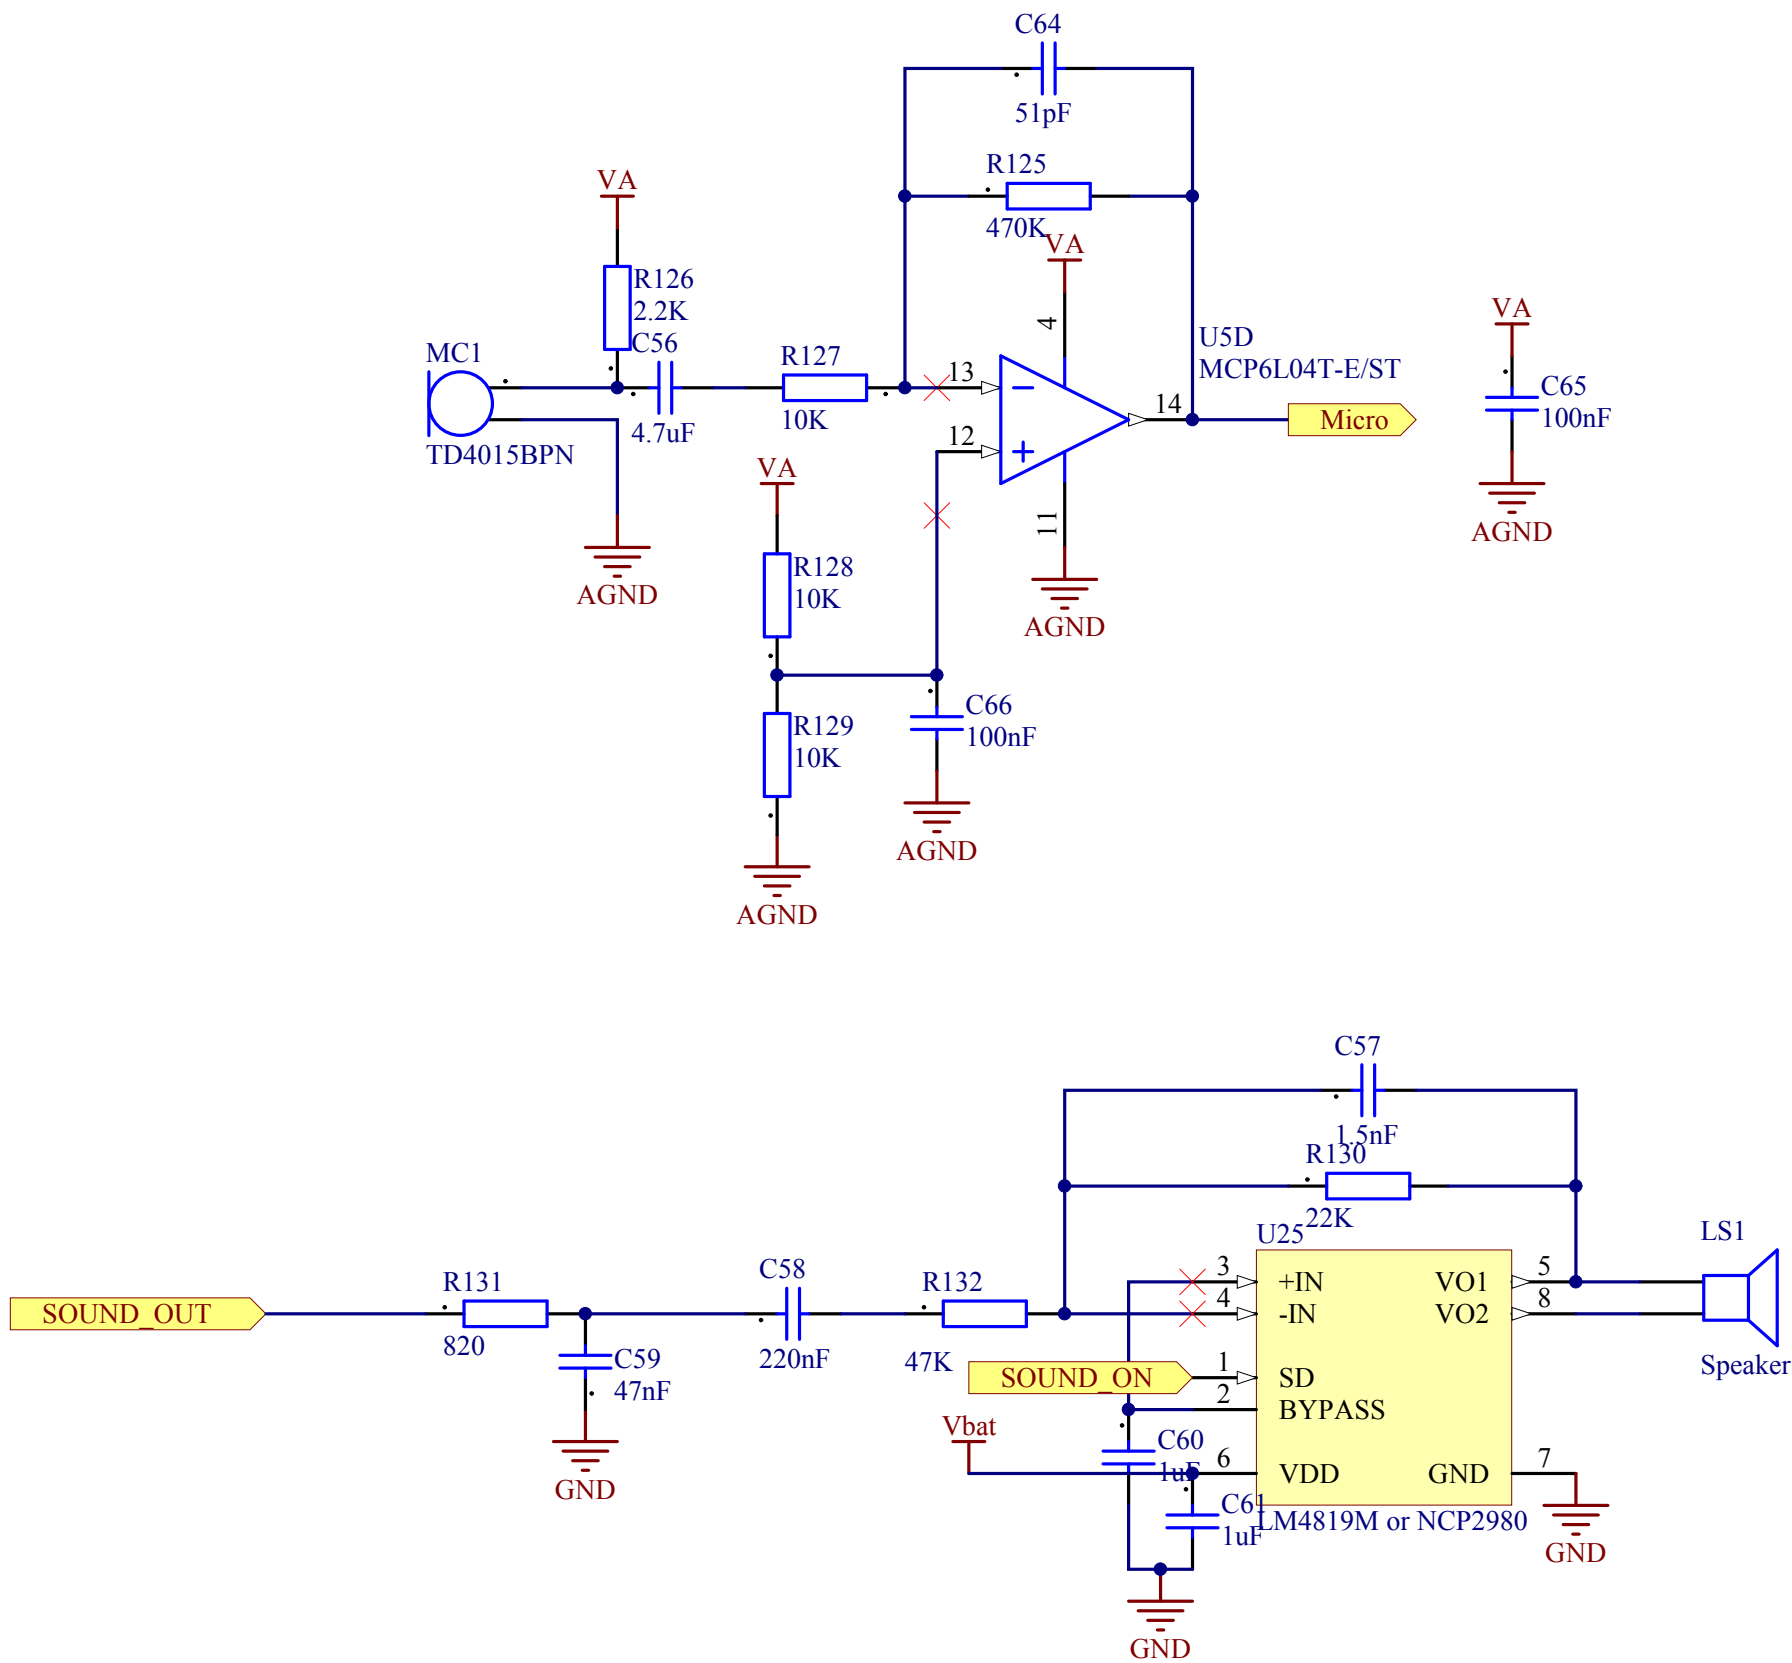 C64
51pF
R125
470K
VA
R126
2.2K
VA
4
C56
4.7uF
MC1
TD4015BPN
R127
10K
13
12
14
11
U5D
MCP6L04T-E/ST
Micro
VA
C65
100nF
AGND
AGND
AGND
VA
R128
10K
R129
10K
C66
100nF
AGND
AGND
C57
1.5nF
R130
22K
U25
LS1
Speaker
SOUND_OUT
R131
820
C59
47nF
GND
C58
220nF
R132
47K
3
+IN
VO1
5
4
-IN
VO2
8
SOUND_ON
1
SD
2
BYPASS
Vbat
C60
1uF
6
VDD
GND
7
C61
1uF
LM4819M or NCP2980
GND
GND